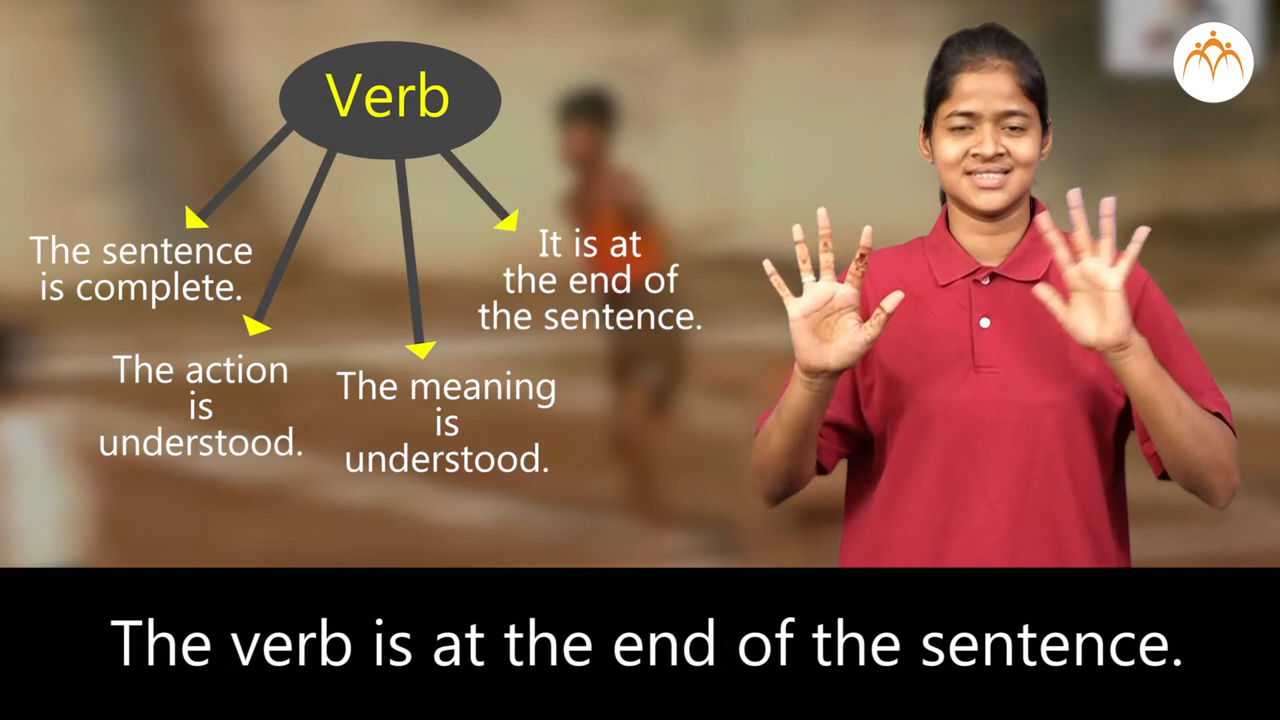 Verb
The sentence
is complete.
The action
is
understood.
The meaning
is
understood.
It is at
the end of
the sentence.
The verb is at the end of the sentence.